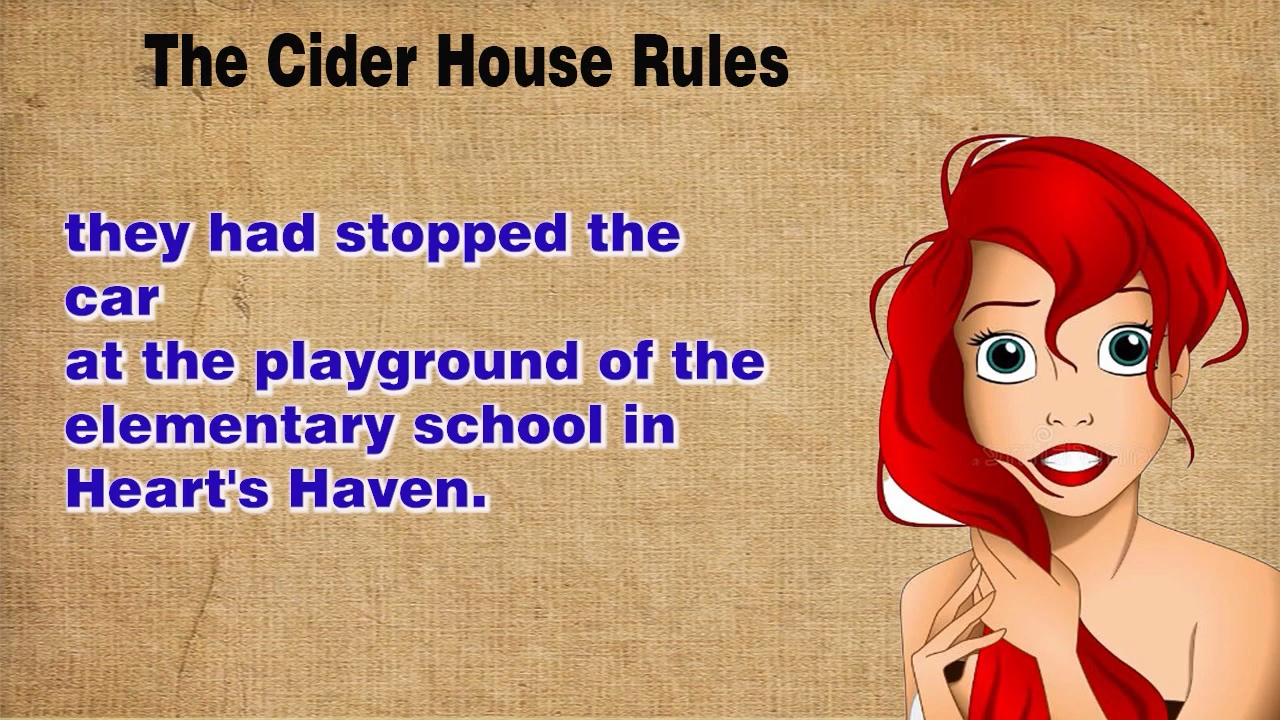 The Cider House Rules
they had stopped the
car
at the playground of the
elementary school in
Heart's Haven.